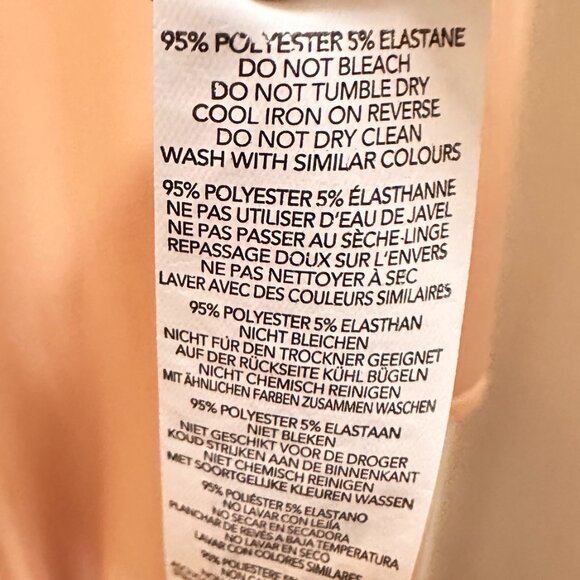 95% POLYESTER 5% ELASTANE
DO NOT BLEACH
DO NOT TUMBLE DRY
COOL IRON ON REVERSE
DO NOT DRY CLEAN
WASH WITH SIMILAR COLOURS
95% POLYESTER 5% ÉLASTHANNE
NE PAS UTILISER D'EAU DE JAVEL
NE PAS PASSER AU SÈCHE-LINGE
REPASSAGE DOUX SUR L'ENVERS
NE PAS NETTOYER À SEC
LAVER AVEC DES COULEURS SIMILAIRES
95% POLYESTER 5% ELASTHAN
NICHT BLEICHEN
NICHT FÜR DEN TROCKNER GEEIGNET
AUF DER RÜCKSEITE KÜHL BÜGELN
NICHT CHEMISCH REINIGEN
MIT ÄHNLICHEN FARBEN ZUSAMMEN WASCHEN
95% POLYESTER 5% ELASTAAN
NIET BLEKEN
NIET GESCHIKT VOOR DE DROGER
KOUD STRIJKEN AAN DE BINNENKANT
NIET CHEMISCH REINIGEN
MET SOORTGELIJKE KLEUREN WASSEN
95% POLIÉSTER 5% ELASTANO
NO LAVAR CON LEJÍA
NO SECAR EN SECADORA
PLANCHAR DE REVÉS A BAJA TEMPERATURA
NO LAVAR EN SECO
LAVAR CON COLORES SIMILARES
95% POLIESTERE 5%
NON